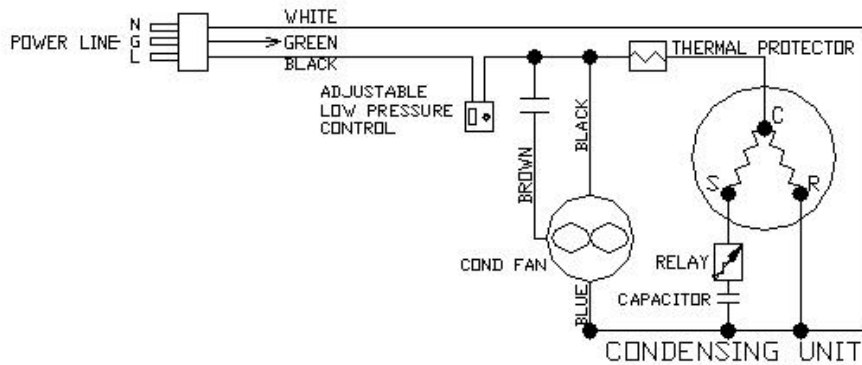 N
WHITE
POWER LINE G
GREEN
L
BLACK
THERMAL PROTECTOR
ADJUSTABLE
LOW PRESSURE
CONTROL
BROWN
BLACK
C
S
R
COND FAN
RELAY
BLUE
CAPACITOR
CONDENSING UNIT